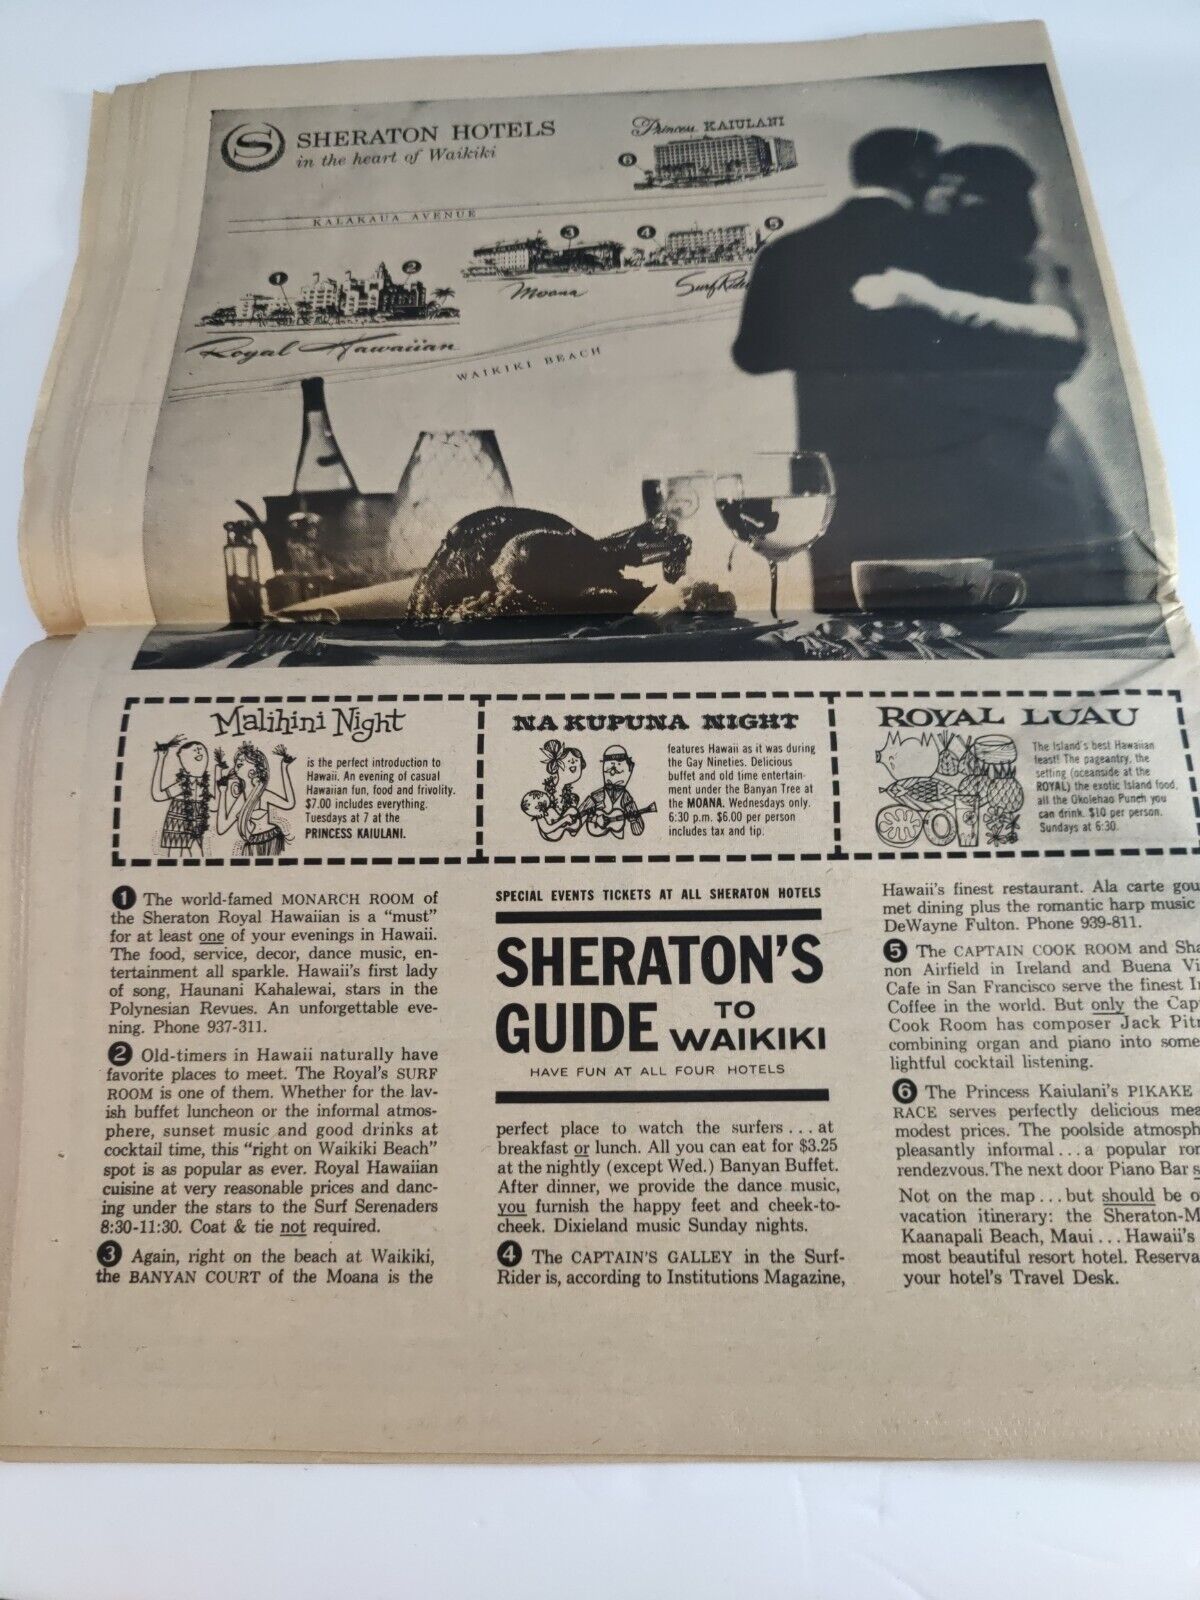 S SHERATON HOTELS
in the heart of Waikiki
Princess KAIULANI
6
KALAKAUA AVENUE
1
2
Royal Hawaiian
3
Moana
4
5
WAIKIKI BEACH
Malihini Night
is the perfect introduction to
Hawaii. An evening of casual
Hawaiian fun, food and frivolity.
$7.00 includes everything.
Tuesdays at 7 at the
PRINCESS KAIULANI.
NA KUPUNA NIGHT
features Hawaii as it was during
the Gay Nineties. Delicious
buffet and old time entertain-
ment under the Banyan Tree at
the MOANA. Wednesdays only.
6:30 p.m. $6.00 per person
includes tax and tip.
ROYAL LUAU
The Island's best Hawaiian
feast! The pageantry, the
setting (oceanside at the
ROYAL) the exotic Island food,
all the Okolehao Punch you
can drink. $10 per person.
Sundays at 6:30.
1 The world-famed MONARCH ROOM of
the Sheraton Royal Hawaiian is a "must"
for at least one of your evenings in Hawaii.
The food, service, decor, dance music, en-
tertainment all sparkle. Hawaii's first lady
of song, Haunani Kahalewai, stars in the
Polynesian Revues. An unforgettable eve-
ning. Phone 937-311.
2 Old-timers in Hawaii naturally have
favorite places to meet. The Royal's SURF
ROOM is one of them. Whether for the lav-
ish buffet luncheon or the informal atmos-
phere, sunset music and good drinks at
cocktail time, this "right on Waikiki Beach"
spot is as popular as ever. Royal Hawaiian
cuisine at very reasonable prices and danc-
ing under the stars to the Surf Serenaders
8:30-11:30. Coat & tie not required.
3 Again, right on the beach at Waikiki,
the BANYAN COURT of the Moana is the
SPECIAL EVENTS TICKETS AT ALL SHERATON HOTELS
SHERATON'S
GUIDE TO
WAIKIKI
HAVE FUN AT ALL FOUR HOTELS
perfect place to watch the surfers . . . at
breakfast or lunch. All you can eat for $3.25
at the nightly (except Wed.) Banyan Buffet.
After dinner, we provide the dance music,
you furnish the happy feet and cheek-to-
cheek. Dixieland music Sunday nights.
4 The CAPTAIN'S GALLEY in the Surf-
Rider is, according to Institutions Magazine,
Hawaii's finest restaurant. Ala carte gou
met dining plus the romantic harp music
DeWayne Fulton. Phone 939-811.
5 The CAPTAIN COOK ROOM and Sha
non Airfield in Ireland and Buena Vi
Cafe in San Francisco serve the finest
Coffee in the world. But only the Cap
Cook Room has composer Jack Pit
combining organ and piano into some
lightful cocktail listening.
6 The Princess Kaiulani's PIKAKE
RACE serves perfectly delicious mea
modest prices. The poolside atmosph
pleasantly informal . . . a popular
rendezvous. The next door Piano Bar
Not on the map . . . but should be
vacation itinerary: the Sheraton-M
Kaanapali Beach, Maui . . . Hawaii's
most beautiful resort hotel. Reserva
your hotel's Travel Desk.